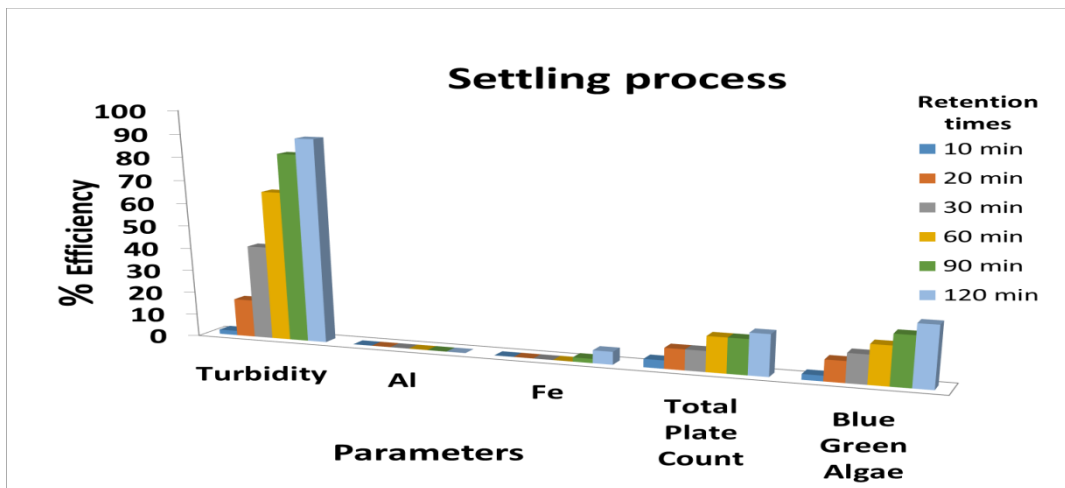 Settling process
% Efficiency
100
90
80
70
60
50
40
30
20
10
0
Turbidity
Al
Fe
Total
Plate
Count
Blue
Green
Algae
Parameters
Retention
times
10 min
20 min
30 min
60 min
90 min
120 min